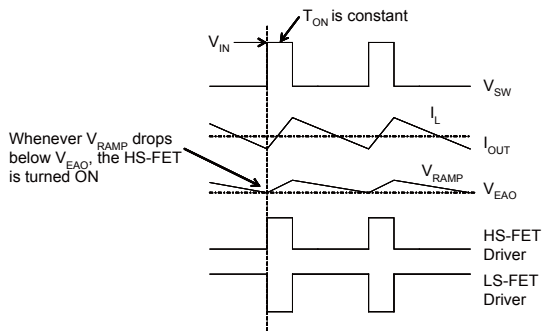 T_ON is constant
V_IN
V_SW
I_L
I_OUT
Whenever V_RAMP drops
below V_EAO, the HS-FET
is turned ON
V_RAMP
V_EAO
HS-FET
Driver
LS-FET
Driver